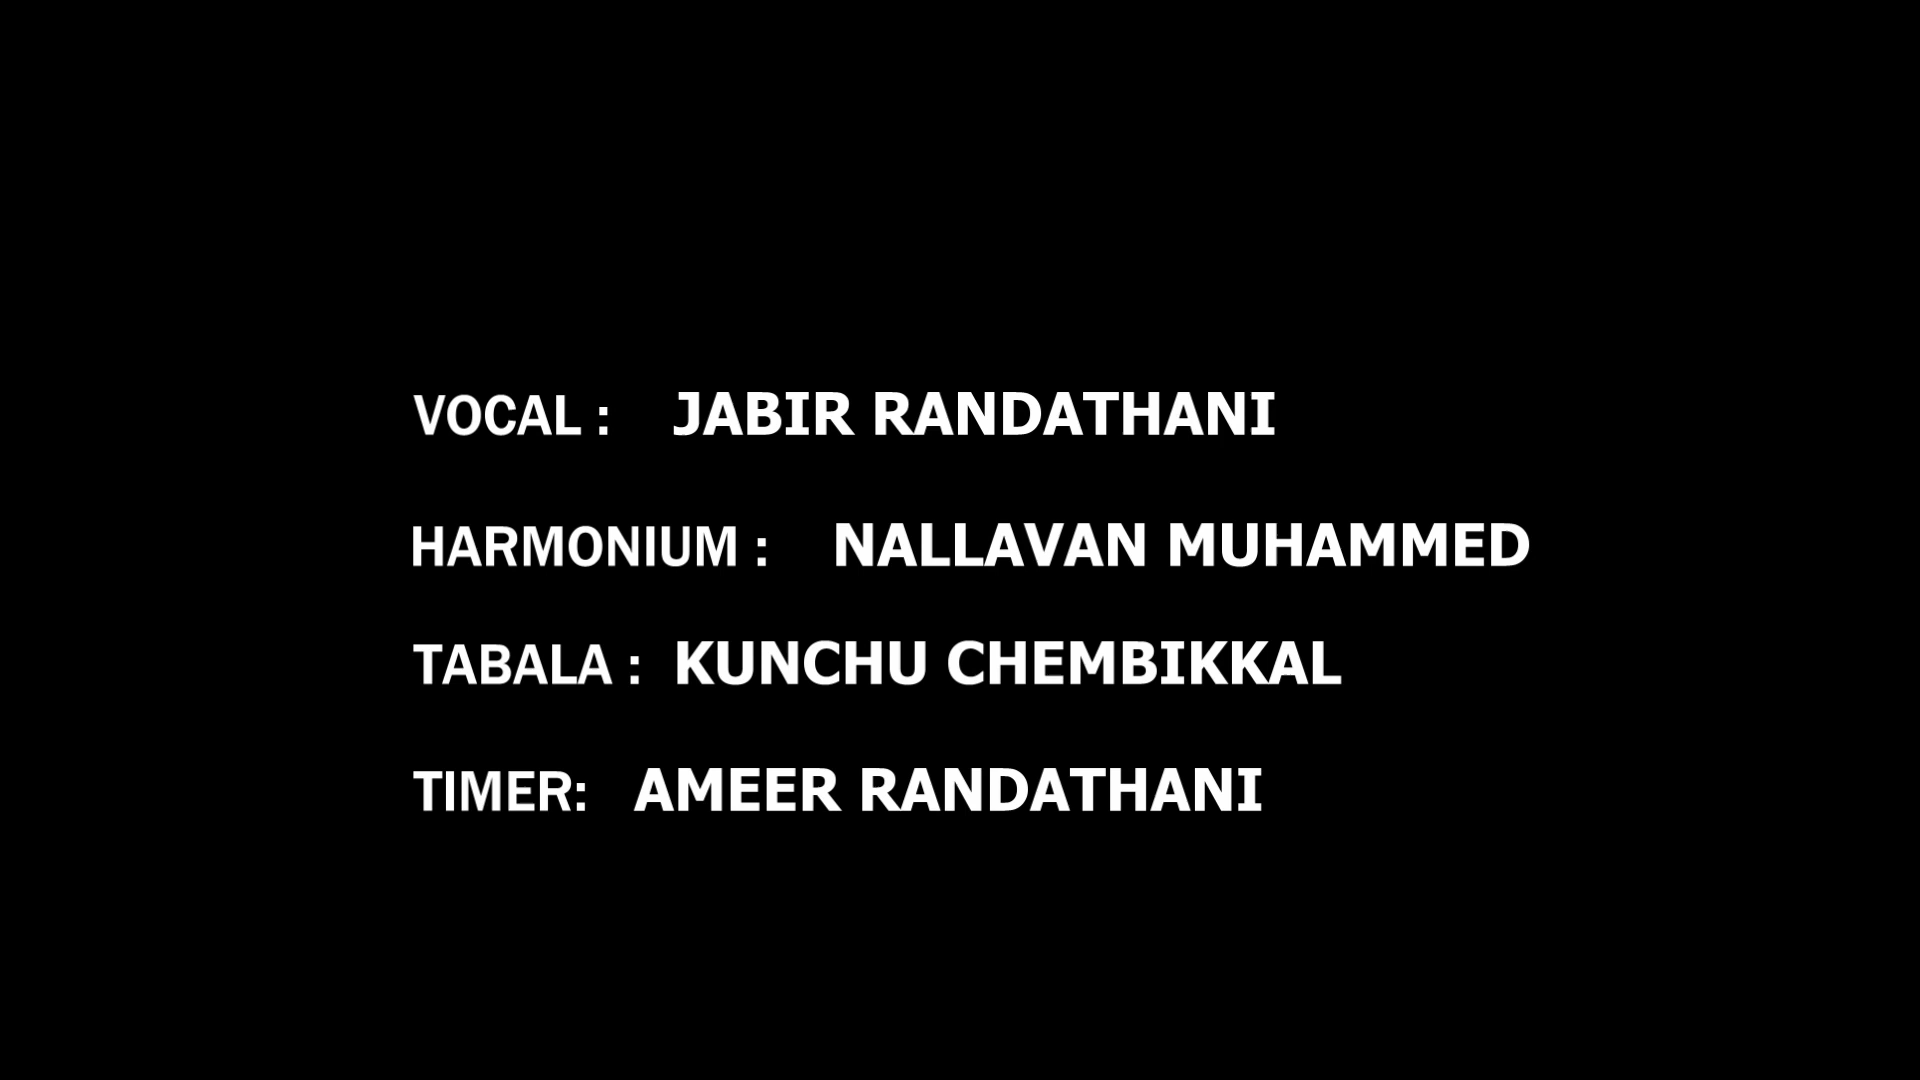 VOCAL : JABIR RANDATHANI
HARMONIUM : NALLAVAN MUHAMMED
TABALA : KUNCHU CHEMBIKKAL
TIMER: AMEER RANDATHANI